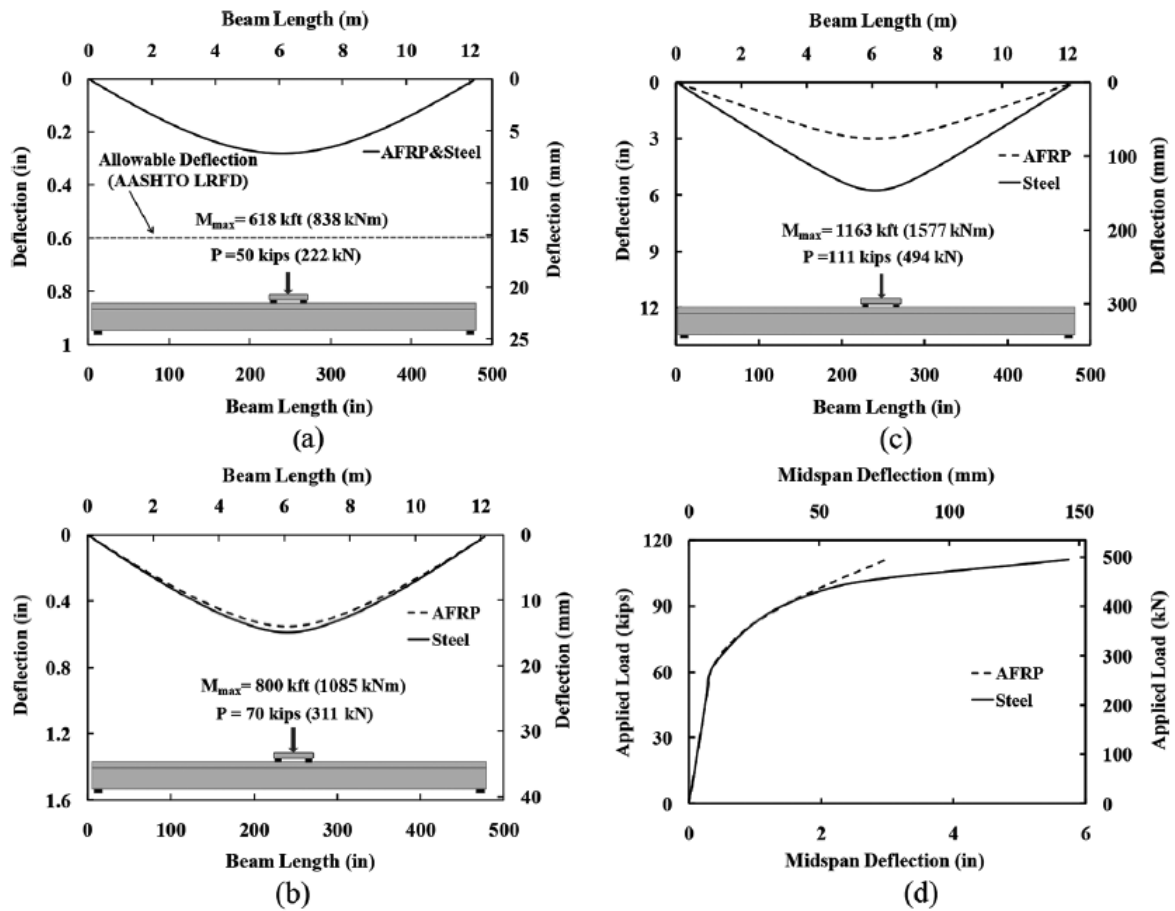 Beam Length (m)
0 2 4 6 8 10 12
0 0.2 0.4 0.6 0.8 1
Deflection (in)
0 5 10 15 20 25
Deflection (mm)
AFRP&Steel
Allowable Deflection
(AASHTO LRFD)
Mmax= 618 kft (838 kNm)
P =50 kips (222 kN)
0 100 200 300 400 500
Beam Length (in)
(a)
Beam Length (m)
0 2 4 6 8 10 12
0 3 6 9 12
Deflection (in)
0 100 200 300
Deflection (mm)
AFRP
Steel
Mmax= 1163 kft (1577 kNm)
P=111 kips (494 kN)
0 100 200 300 400 500
Beam Length (in)
(c)
Beam Length (m)
0 2 4 6 8 10 12
0 0.4 0.8 1.2 1.6
Deflection (in)
0 10 20 30 40
Deflection (mm)
AFRP
Steel
Mmax= 800 kft (1085 kNm)
P = 70 kips (311 kN)
0 100 200 300 400 500
Beam Length (in)
(b)
Midspan Deflection (mm)
0 50 100 150
120 90 60 30 0
Applied Load (kips)
500 400 300 200 100 0
Applied Load (kN)
AFRP
Steel
0 2 4 6
Midspan Deflection (in)
(d)